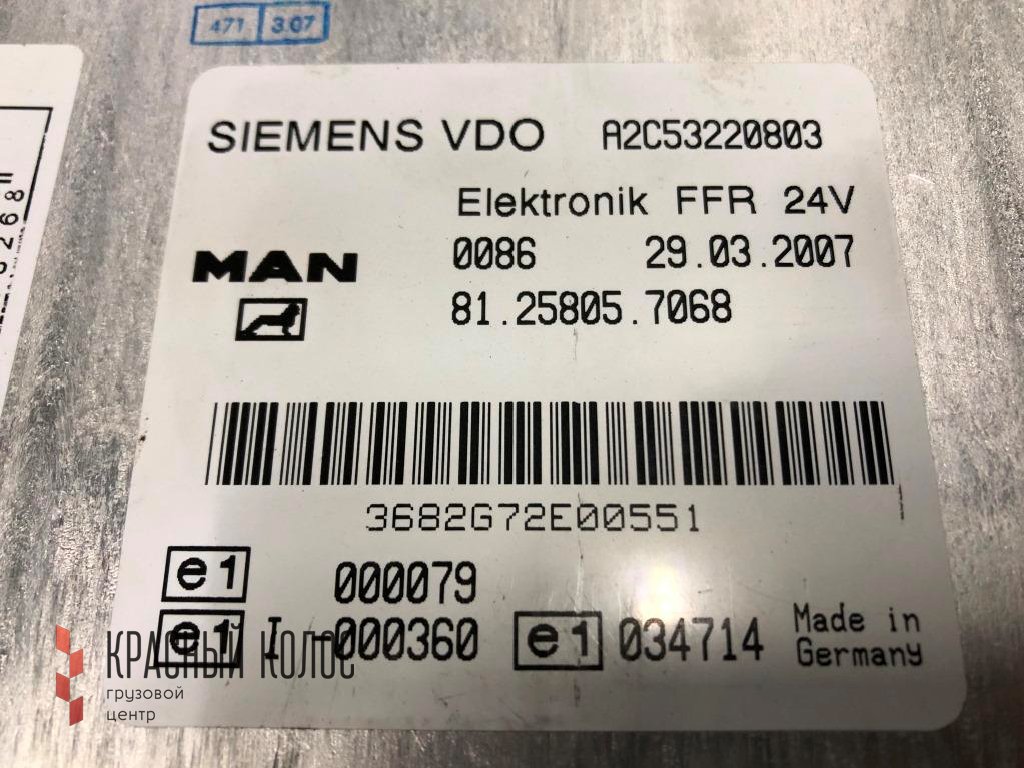 471 3.07
SIEMENS VDO A2C53220803
Elektronik FFR 24V
MAN 0086 29.03.2007
81.25805.7068
3682G72E00551
e1 000079
e1 I -000360 e1 034714 Made in Germany
КРАСНЫЙ КОЛОС
грузовой
центр